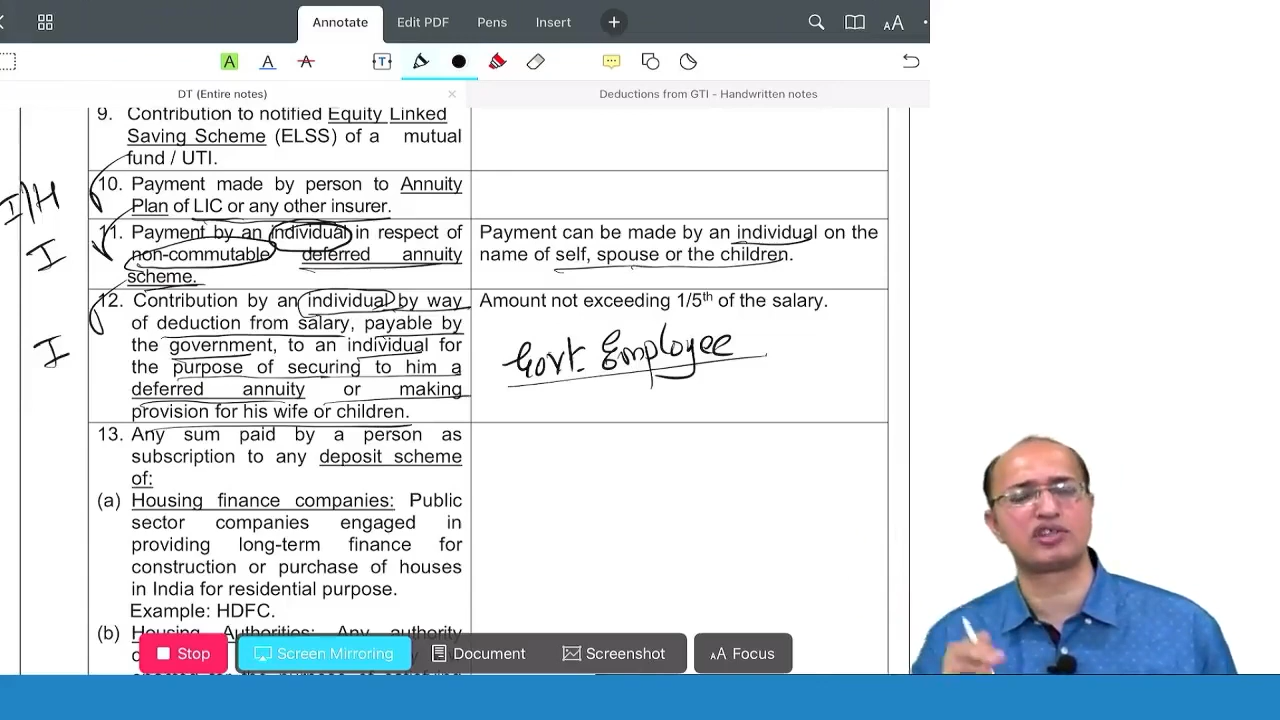 Annotate Edit PDF Pens Insert
AA
DT (Entire notes) Deductions from GTI - Handwritten notes
9. Contribution to notified Equity Linked
Saving Scheme (ELSS) of a mutual
fund / UTI.
I/H
10. Payment made by person to Annuity
Plan of LIC or any other insurer.
I
11. Payment by an individual in respect of
non-commutable deferred annuity
scheme.
Payment can be made by an individual on the
name of self, spouse or the children.
I
12. Contribution by an individual by way
of deduction from salary, payable by
the government, to an individual for
the purpose of securing to him a
deferred annuity or making
provision for his wife or children.
Amount not exceeding 1/5th of the salary.
Govt. Employee
13. Any sum paid by a person as
subscription to any deposit scheme
of:
(a) Housing finance companies: Public
sector companies engaged in
providing long-term finance for
construction or purchase of houses
in India for residential purpose.
Example: HDFC.
(b) Housing Authorities: Any authority
Stop Screen Mirroring Document Screenshot AA Focus